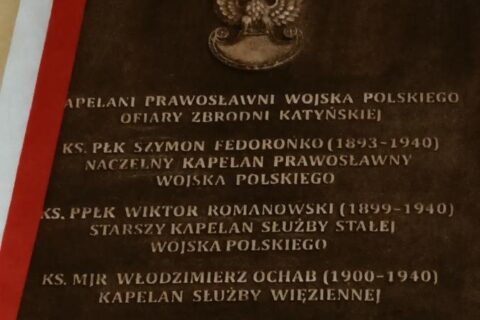 KAPELANI PRAWOSŁAWNI WOJSKA POLSKIEGO
OFIARY ZBRODNI KATYŃSKIEJ
KS. PŁK SZYMON FEDOROŃKO (1893-1940)
NACZELNY KAPELAN PRAWOSŁAWNY
WOJSKA POLSKIEGO
KS. PPŁK WIKTOR ROMANOWSKI (1899-1940)
STARSZY KAPELAN SŁUŻBY STAŁEJ
WOJSKA POLSKIEGO
KS. MJR WŁODZIMIERZ OCHAB (1900-1940)
KAPELAN SŁUŻBY WIĘZIENNEJ